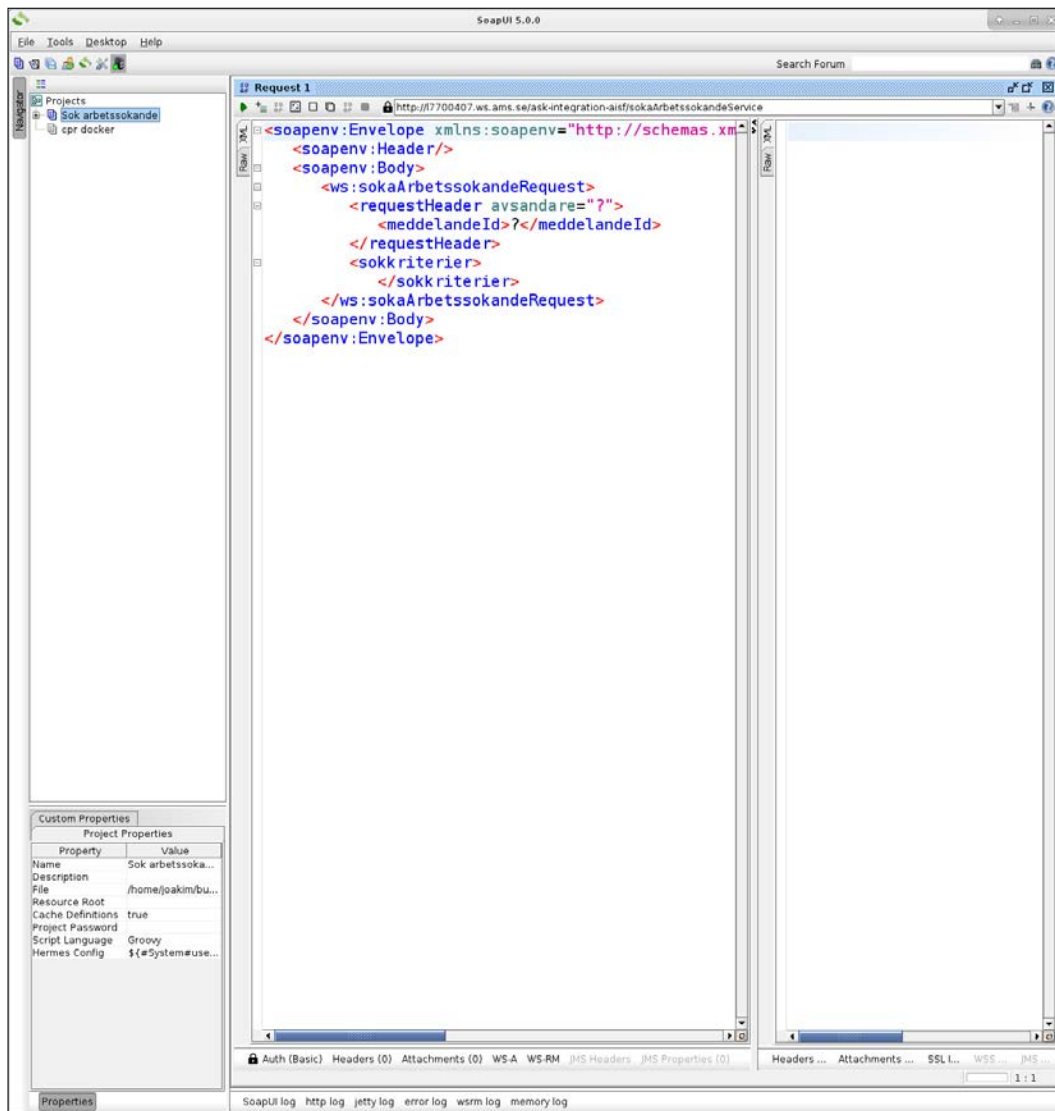 SoapUI 5.0.0
File Tools Desktop Help
Search Forum
Navigator
Projects
Sok arbetssokande
cpr docker
Request 1
http://l7700407.ws.ams.se/ask-integration-aisf/sokaArbetssokandeService
XML
Raw
<soapenv:Envelope xmlns:soapenv="http://schemas.xm
<soapenv:Header/>
<soapenv:Body>
<ws:sokaArbetssokandeRequest>
<requestHeader avsandare="?">
<meddelandeId>?</meddelandeId>
</requestHeader>
<sokkriterier>
</sokkriterier>
</ws:sokaArbetssokandeRequest>
</soapenv:Body>
</soapenv:Envelope>
XML
Raw
Custom Properties
Project Properties
Property Value
Name Sok arbetssoka...
Description
File /home/joakim/bu...
Resource Root
Cache Definitions true
Project Password
Script Language Groovy
Hermes Config ${#System#use...
Auth (Basic) Headers (0) Attachments (0) WS-A WS-RM JMS Headers JMS Properties (0)
Headers ... Attachments ... SSL I... WSS ... JMS ...
1 : 1
Properties
SoapUI log http log jetty log error log wsrm log memory log